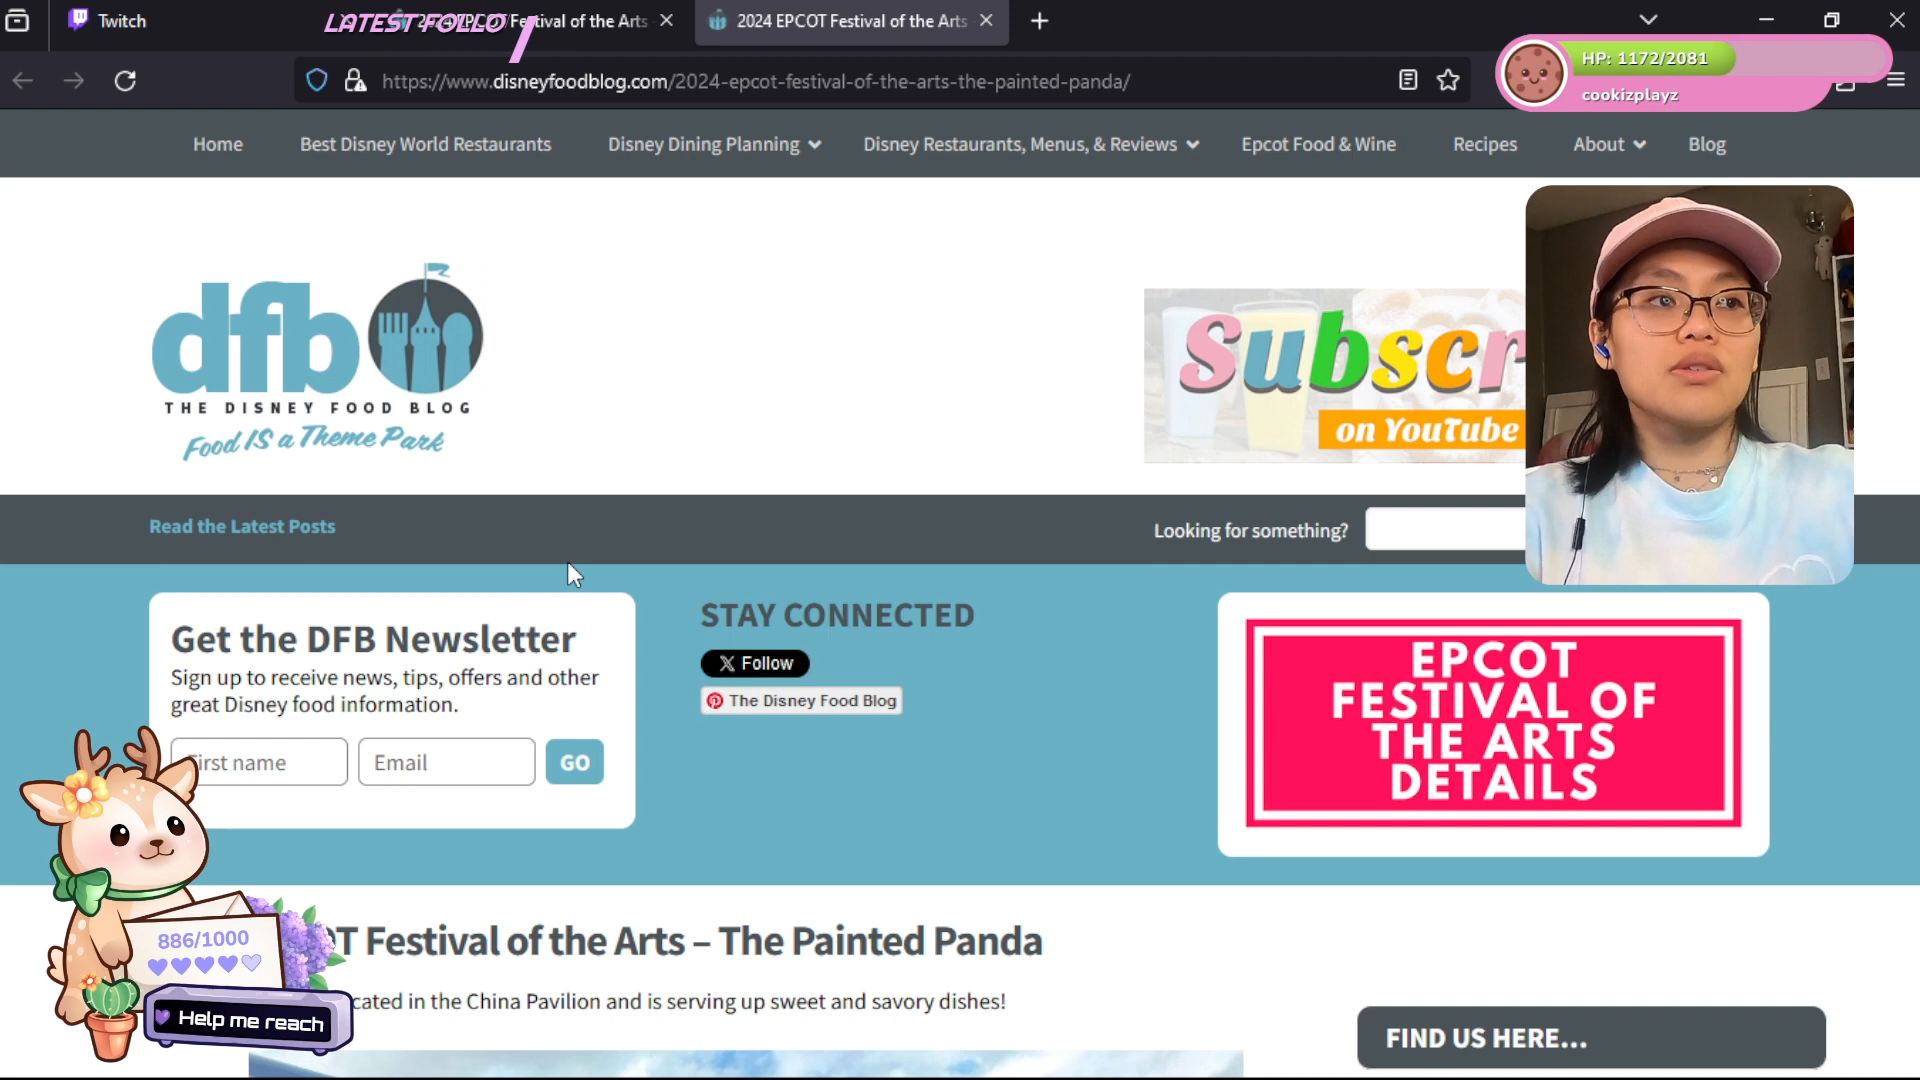 Twitch
LATEST FOLLO
Festival of the Arts
2024 EPCOT Festival of the Arts
https://www.disneyfoodblog.com/2024-epcot-festival-of-the-arts-the-painted-panda/
HP: 1172/2081
cookizplayz
Home
Best Disney World Restaurants
Disney Dining Planning
Disney Restaurants, Menus, & Reviews
Epcot Food & Wine
Recipes
About
Blog
dfb
THE DISNEY FOOD BLOG
Food IS a Theme Park
Subscr
on YouTube
Read the Latest Posts
Looking for something?
Get the DFB Newsletter
Sign up to receive news, tips, offers and other
great Disney food information.
First name
Email
GO
STAY CONNECTED
X Follow
The Disney Food Blog
EPCOT
FESTIVAL OF
THE ARTS
DETAILS
OT Festival of the Arts – The Painted Panda
cated in the China Pavilion and is serving up sweet and savory dishes!
886/1000
Help me reach
FIND US HERE...